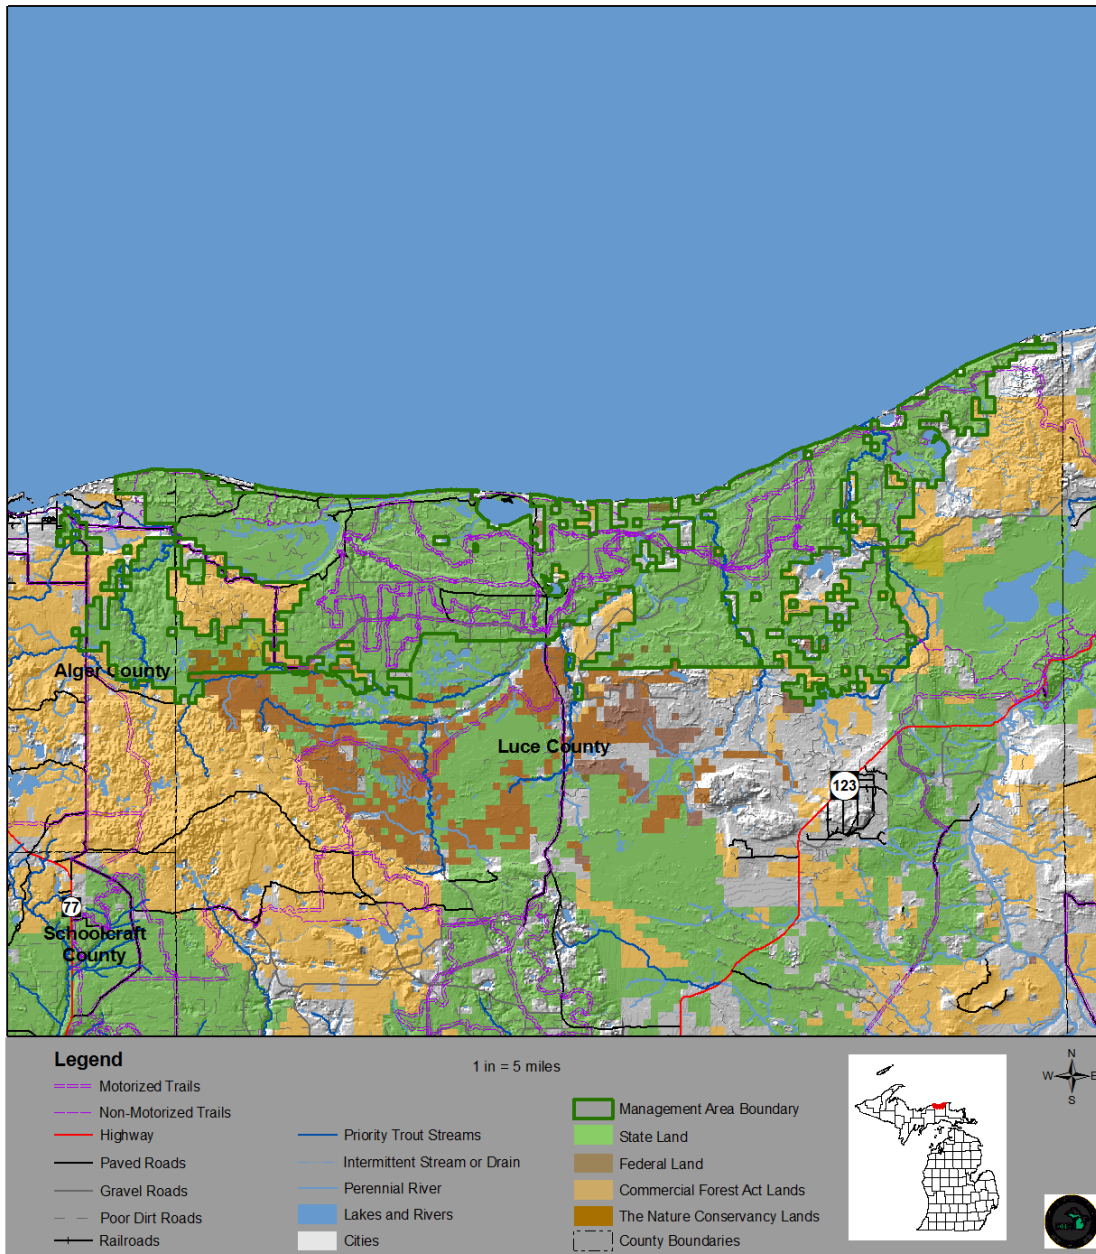 Alger County
Luce County
123
77
Schoolcraft
County
Legend
1 in = 5 miles
Motorized Trails
Non-Motorized Trails
Highway
Paved Roads
Gravel Roads
Poor Dirt Roads
Railroads
Priority Trout Streams
Intermittent Stream or Drain
Perennial River
Lakes and Rivers
Cities
Management Area Boundary
State Land
Federal Land
Commercial Forest Act Lands
The Nature Conservancy Lands
County Boundaries
N
W E
S